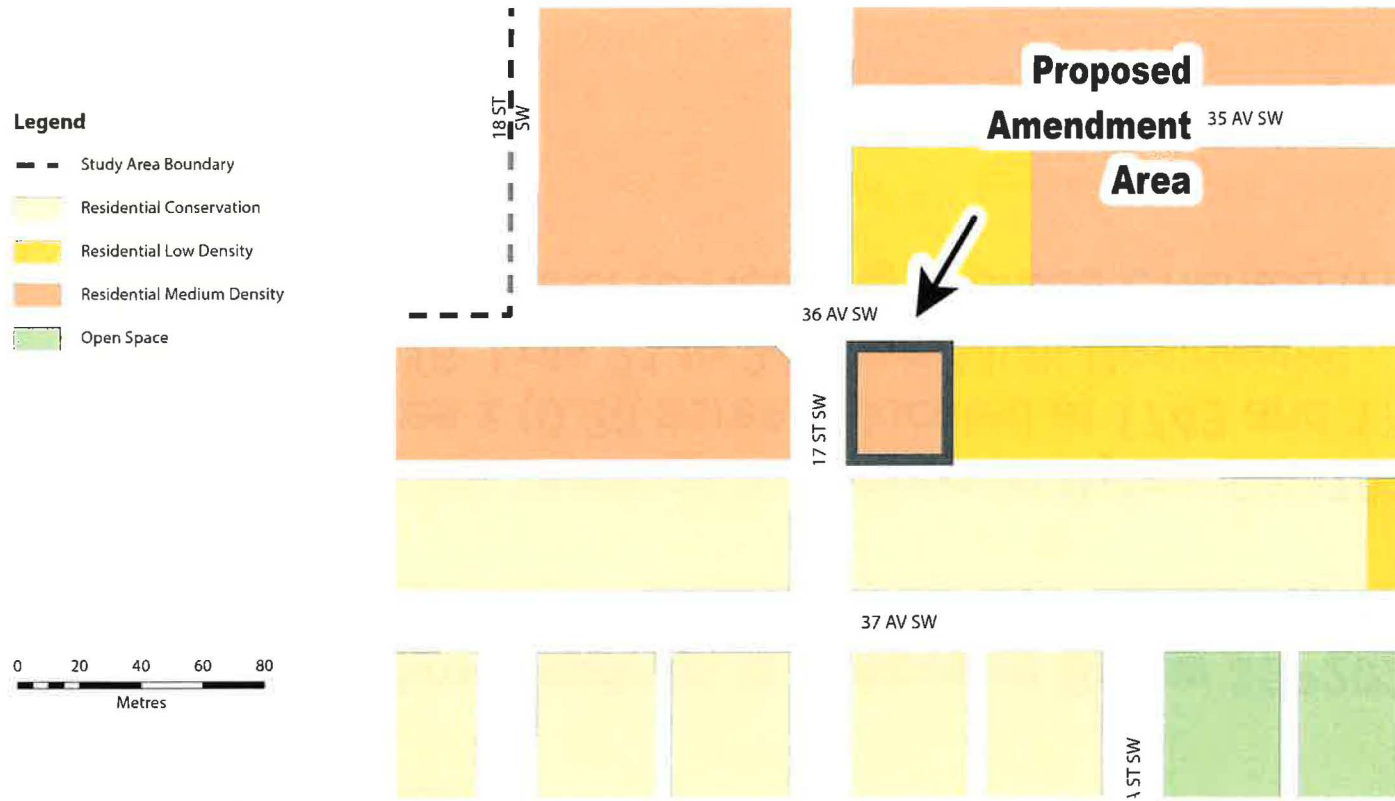 Legend
Study Area Boundary
Residential Conservation
Residential Low Density
Residential Medium Density
Open Space
0 20 40 60 80
Metres
18 ST
SW
Proposed
Amendment
Area
35 AV SW
36 AV SW
17 ST SW
37 AV SW
A ST SW